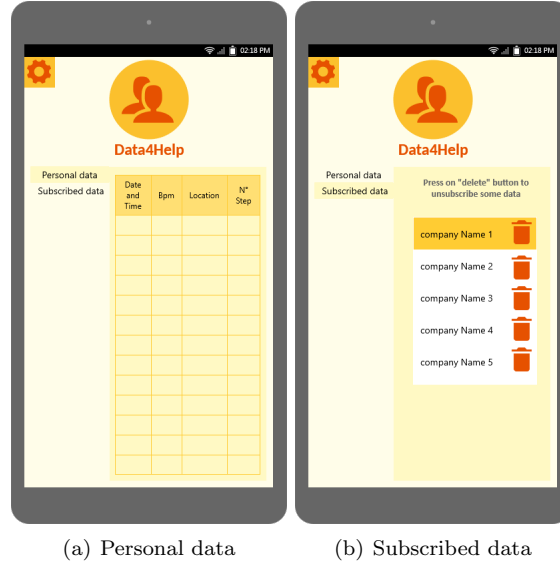 02:18 PM
Data4Help
Personal data
Subscribed data
Date and Time
Bpm
Location
N° Step
(a) Personal data
02:18 PM
Data4Help
Personal data
Subscribed data
Press on "delete" button to
unsubscribe some data
company Name 1
company Name 2
company Name 3
company Name 4
company Name 5
(b) Subscribed data